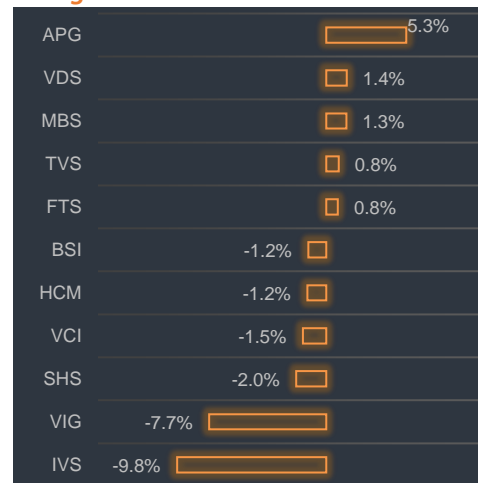 APG 5.3%
VDS 1.4%
MBS 1.3%
TVS 0.8%
FTS 0.8%
BSI -1.2%
HCM -1.2%
VCI -1.5%
SHS -2.0%
VIG -7.7%
IVS -9.8%